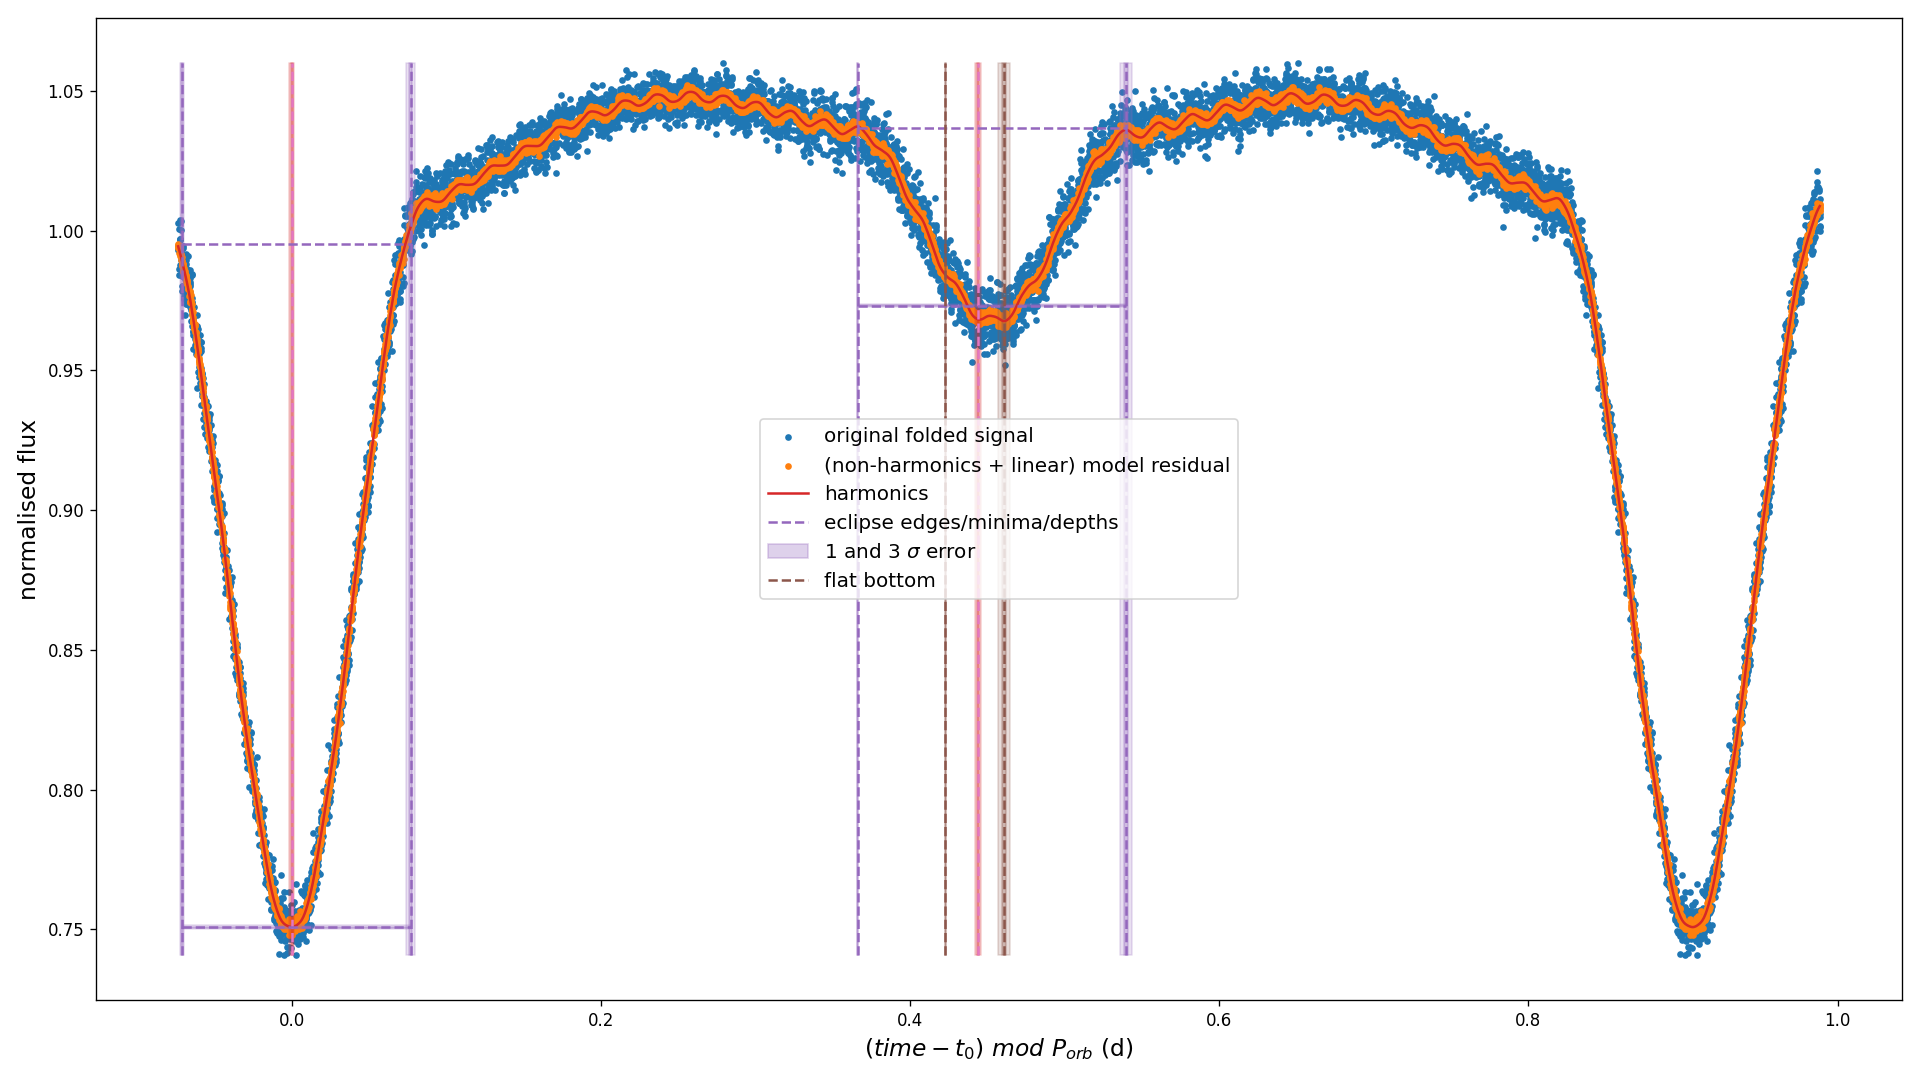 normalised flux
1.05
1.00
0.95
0.90
0.85
0.80
0.75
original folded signal
(non-harmonics + linear) model residual
harmonics
eclipse edges/minima/depths
1 and 3 σ error
flat bottom
0.0 0.2 0.4 0.6 0.8 1.0
(time − t₀) mod P_orb (d)